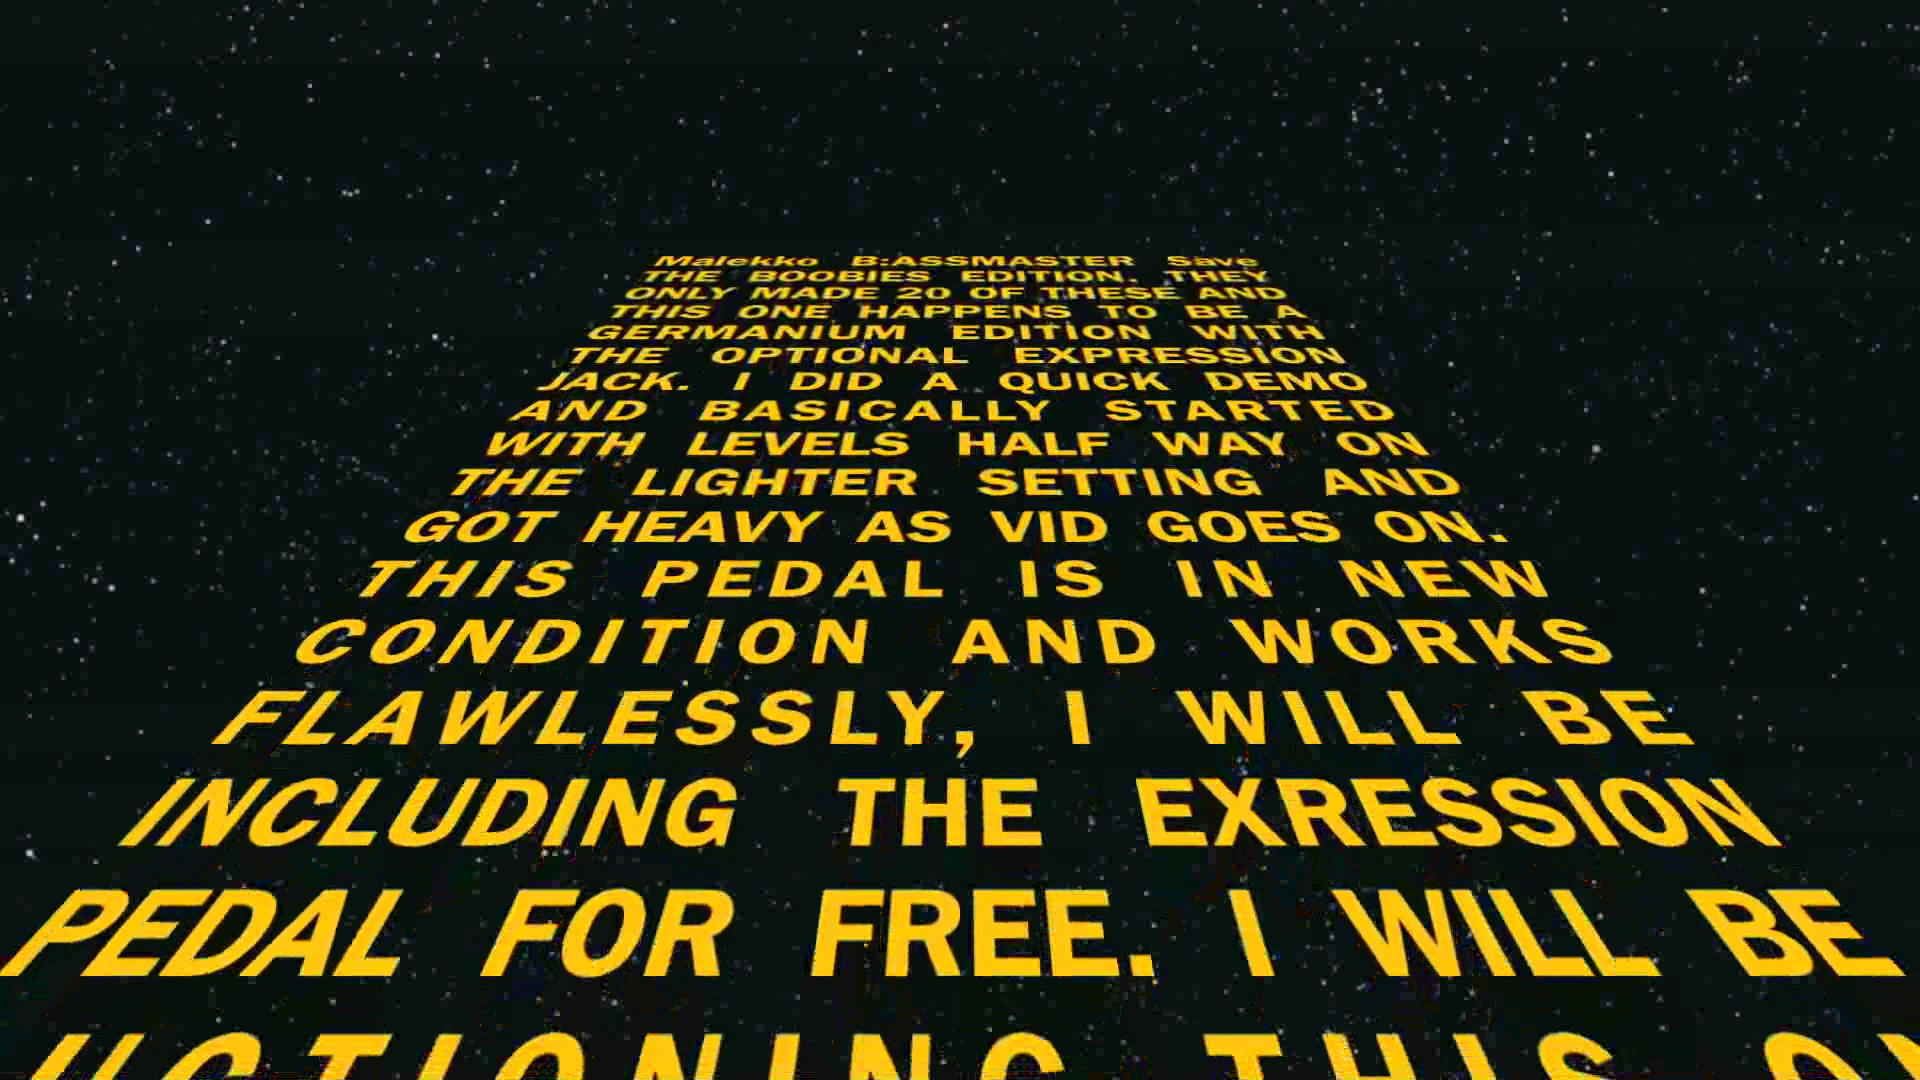 Malekko B:ASSMASTER Save
THE BOOBIES EDITION. THEY
ONLY MADE 20 OF THESE AND
THIS ONE HAPPENS TO BE A
GERMANIUM EDITION WITH
THE OPTIONAL EXPRESSION
JACK. I DID A QUICK DEMO
AND BASICALLY STARTED
WITH LEVELS HALF WAY ON
THE LIGHTER SETTING AND
GOT HEAVY AS VID GOES ON.
THIS PEDAL IS IN NEW
CONDITION AND WORKS
FLAWLESSLY, I WILL BE
INCLUDING THE EXRESSION
PEDAL FOR FREE. I WILL BE
THIS